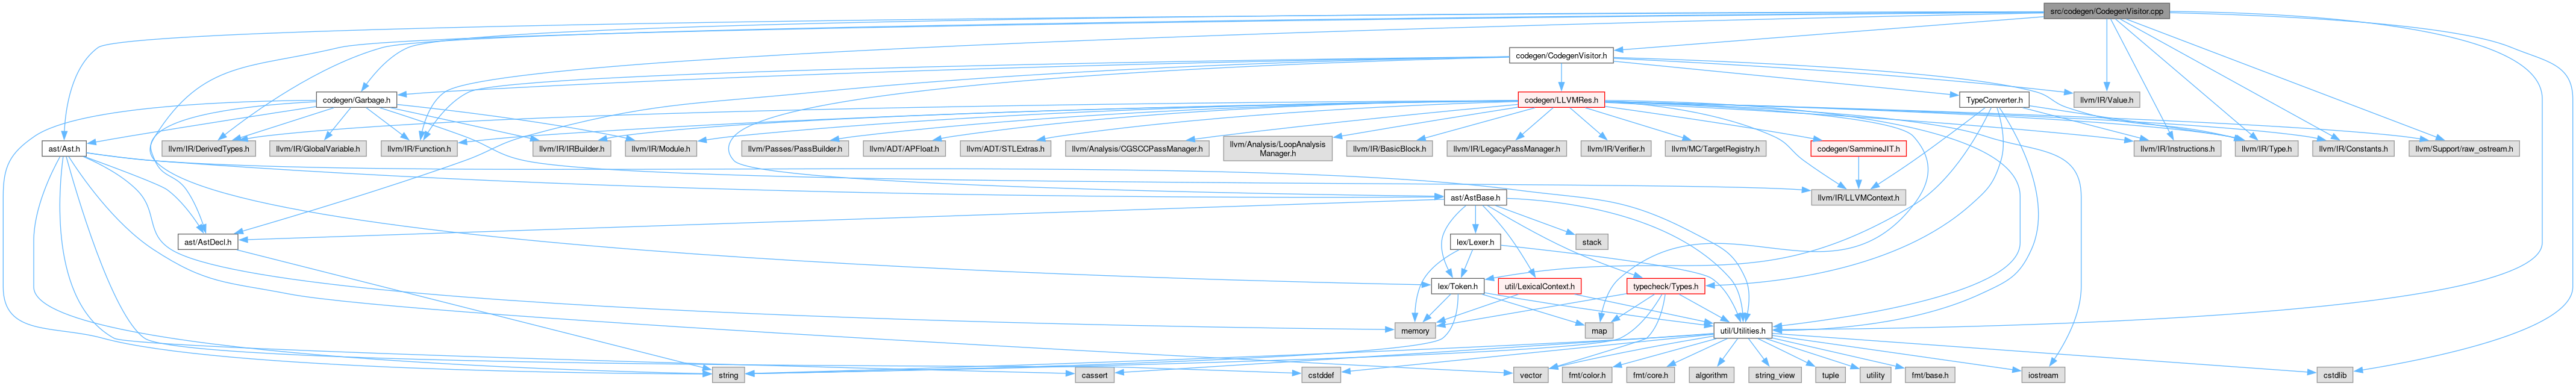 src/codegen/CodegenVisitor.cpp
codegen/CodegenVisitor.h
codegen/Garbage.h
codegen/LLVMRes.h
TypeConverter.h
llvm/IR/Value.h
ast/Ast.h
llvm/IR/DerivedTypes.h
llvm/IR/GlobalVariable.h
llvm/IR/Function.h
llvm/IR/IRBuilder.h
llvm/IR/Module.h
llvm/Passes/PassBuilder.h
llvm/ADT/APFloat.h
llvm/ADT/STLExtras.h
llvm/Analysis/CGSCCPassManager.h
llvm/Analysis/LoopAnalysis
Manager.h
llvm/IR/BasicBlock.h
llvm/IR/LegacyPassManager.h
llvm/IR/Verifier.h
llvm/MC/TargetRegistry.h
codegen/SammineJIT.h
llvm/IR/Instructions.h
llvm/IR/Type.h
llvm/IR/Constants.h
llvm/Support/raw_ostream.h
ast/AstBase.h
llvm/IR/LLVMContext.h
ast/AstDecl.h
lex/Lexer.h
stack
lex/Token.h
util/LexicalContext.h
typecheck/Types.h
memory
map
util/Utilities.h
string
cassert
cstddef
vector
fmt/color.h
fmt/core.h
algorithm
string_view
tuple
utility
fmt/base.h
iostream
cstdlib